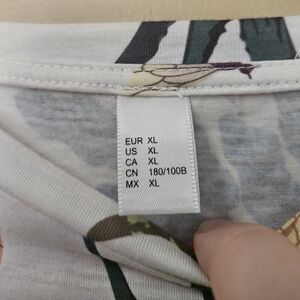 EUR XL
US XL
CA XL
CN 180/100B
MX XL